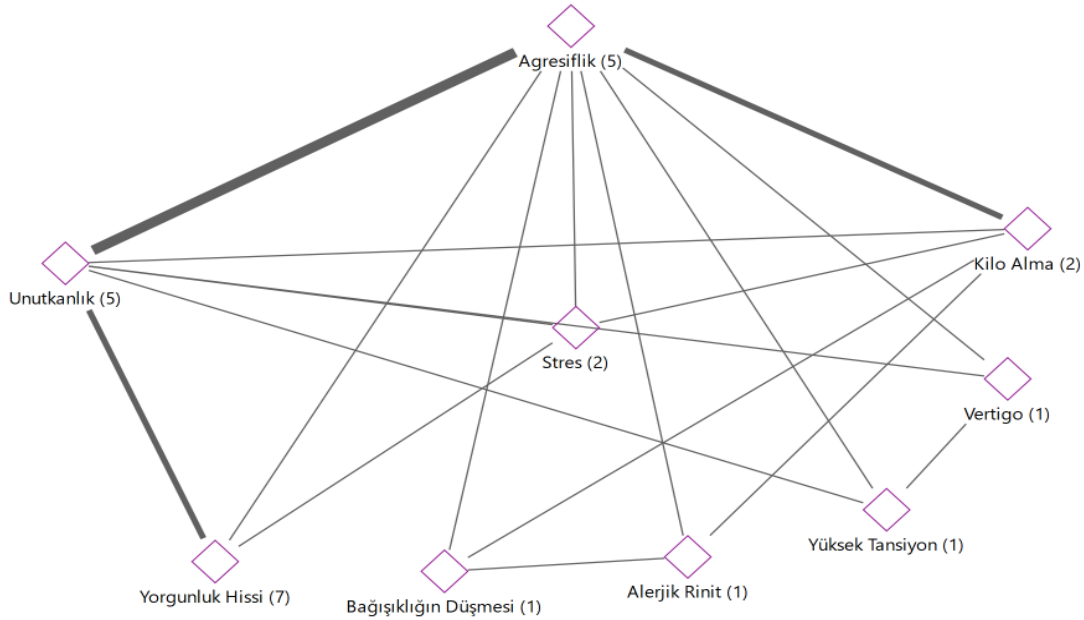 Agresiflik (5)
Kilo Alma (2)
Unutkanlık (5)
Stres (2)
Vertigo (1)
Yüksek Tansiyon (1)
Yorgunluk Hissi (7)
Bağışıklığın Düşmesi (1)
Alerjik Rinit (1)